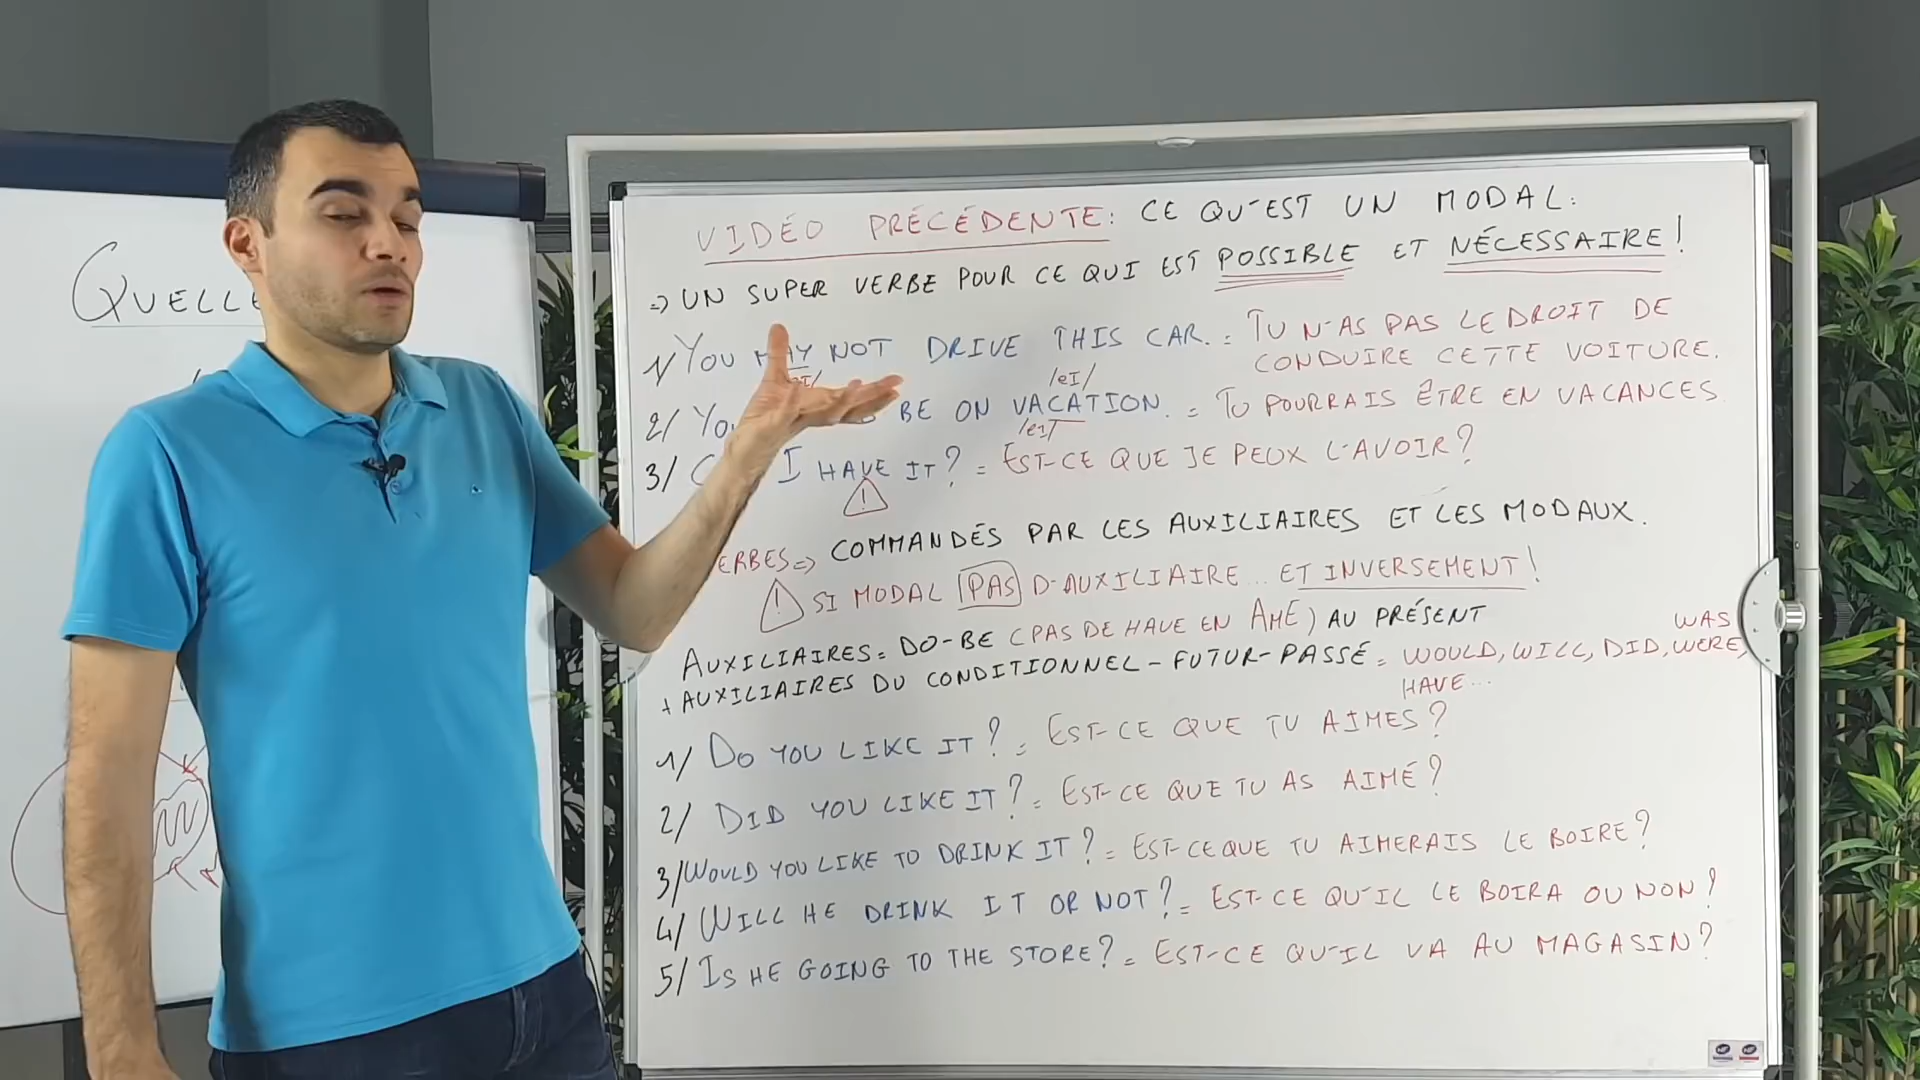 VIDÉO PRÉCÉDENTE: CE QU'EST UN MODAL:
=> UN SUPER VERBE POUR CE QUI EST POSSIBLE ET NÉCESSAIRE!
1/ YOU MAY NOT DRIVE THIS CAR. = TU N'AS PAS LE DROIT DE
CONDUIRE CETTE VOITURE.
/eI/
2/ BE ON VACATION. = TU POURRAIS ÊTRE EN VACANCES.
/eI/
3/ I HAVE IT? = EST-CE QUE JE PEUX L'AVOIR?
!
ERBES => COMMANDÉS PAR LES AUXILIAIRES ET LES MODAUX.
! SI MODAL PAS D'AUXILIAIRE... ET INVERSEMENT!
AUXILIAIRES = DO-BE (PAS DE HAVE EN AME) AU PRÉSENT
WAS
+ AUXILIAIRES DU CONDITIONNEL - FUTUR - PASSÉ = WOULD, WILL, DID, WERE,
HAVE...
1/ DO YOU LIKE IT? = EST-CE QUE TU AIMES?
2/ DID YOU LIKE IT? = EST-CE QUE TU AS AIMÉ?
3/ WOULD YOU LIKE TO DRINK IT? = EST-CE QUE TU AIMERAIS LE BOIRE?
4/ WILL HE DRINK IT OR NOT? = EST-CE QU'IL LE BOIRA OU NON?
5/ IS HE GOING TO THE STORE? = EST-CE QU'IL VA AU MAGASIN?
QUELLE